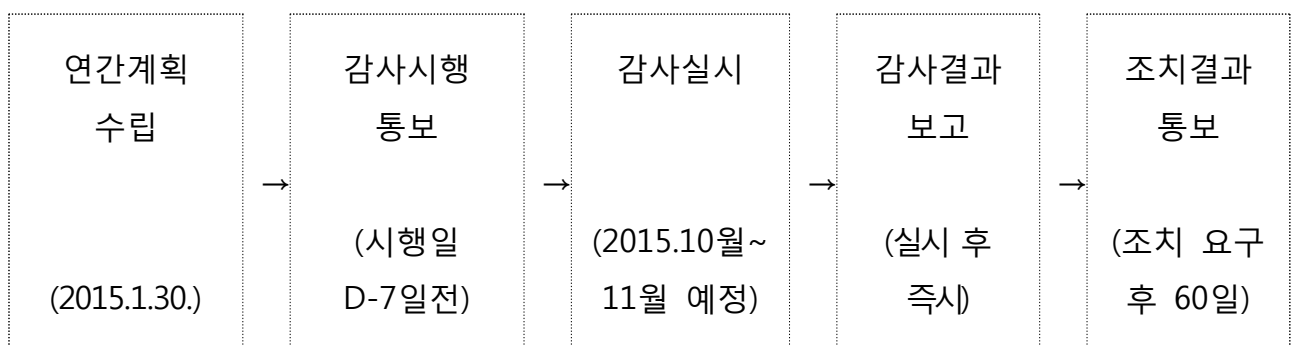 연간계획
수립
(2015.1.30.)
→
감사시행
통보
(시행일
D-7일전)
→
감사실시
(2015.10월~
11월 예정)
→
감사결과
보고
(실시 후
즉시)
→
조치결과
통보
(조치 요구
후 60일)